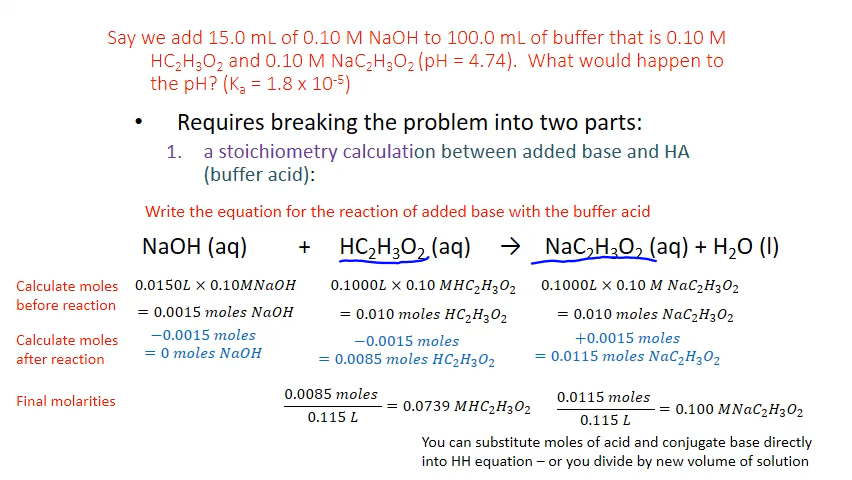 Say we add 15.0 mL of 0.10 M NaOH to 100.0 mL of buffer that is 0.10 M
HC₂H₃O₂ and 0.10 M NaC₂H₃O₂ (pH = 4.74). What would happen to
the pH? (Kₐ = 1.8 x 10⁻⁵)
• Requires breaking the problem into two parts:
1. a stoichiometry calculation between added base and HA
(buffer acid):
Write the equation for the reaction of added base with the buffer acid
NaOH (aq) + HC₂H₃O₂ (aq) → NaC₂H₃O₂ (aq) + H₂O (l)
Calculate moles
before reaction
0.0150L × 0.10MNaOH
= 0.0015 moles NaOH
0.1000L × 0.10 MHC₂H₃O₂
= 0.010 moles HC₂H₃O₂
0.1000L × 0.10 M NaC₂H₃O₂
= 0.010 moles NaC₂H₃O₂
Calculate moles
after reaction
−0.0015 moles
= 0 moles NaOH
−0.0015 moles
= 0.0085 moles HC₂H₃O₂
+0.0015 moles
= 0.0115 moles NaC₂H₃O₂
Final molarities
0.0085 moles
0.115 L
= 0.0739 MHC₂H₃O₂
0.0115 moles
0.115 L
= 0.100 MNaC₂H₃O₂
You can substitute moles of acid and conjugate base directly
into HH equation – or you divide by new volume of solution